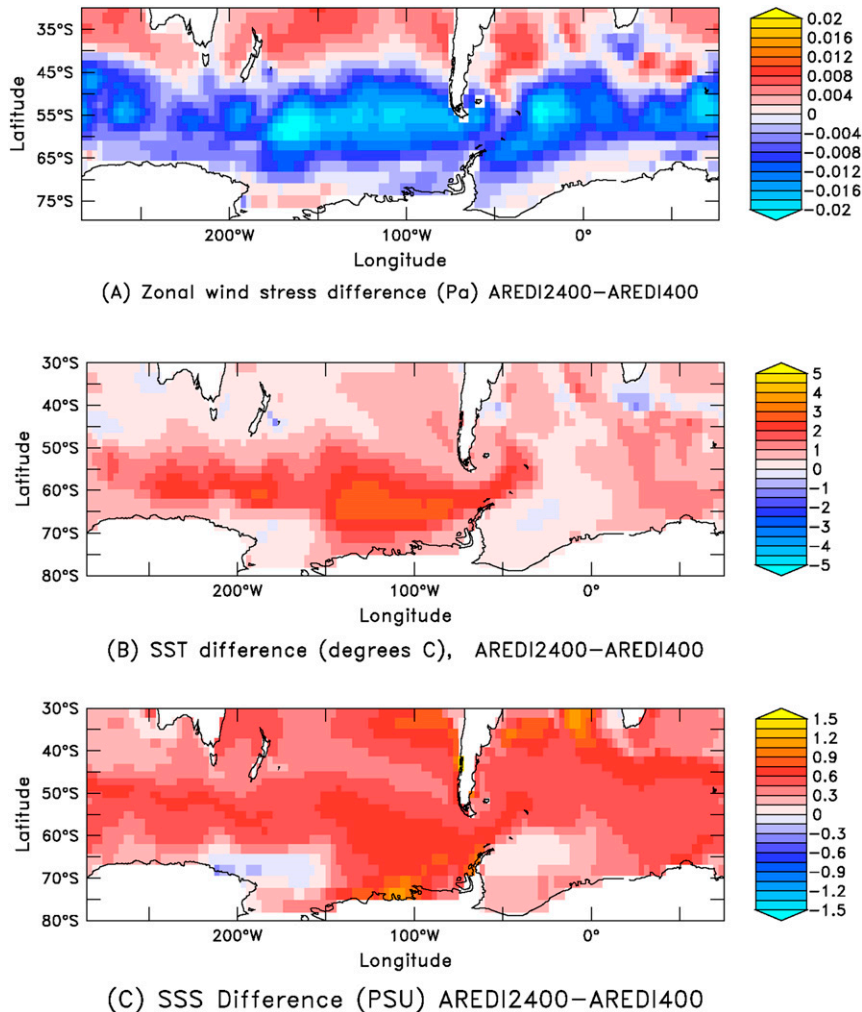 35°S
45°S
55°S
65°S
75°S
Latitude
200°W
100°W
0°
Longitude
0.02
0.016
0.012
0.008
0.004
0
−0.004
−0.008
−0.012
−0.016
−0.02
(A) Zonal wind stress difference (Pa) AREDI2400−AREDI400
30°S
40°S
50°S
60°S
70°S
80°S
Latitude
200°W
100°W
0°
Longitude
5
4
3
2
1
0
−1
−2
−3
−4
−5
(B) SST difference (degrees C), AREDI2400−AREDI400
30°S
40°S
50°S
60°S
70°S
80°S
Latitude
200°W
100°W
0°
Longitude
1.5
1.2
0.9
0.6
0.3
0
−0.3
−0.6
−0.9
−1.2
−1.5
(C) SSS Difference (PSU) AREDI2400−AREDI400